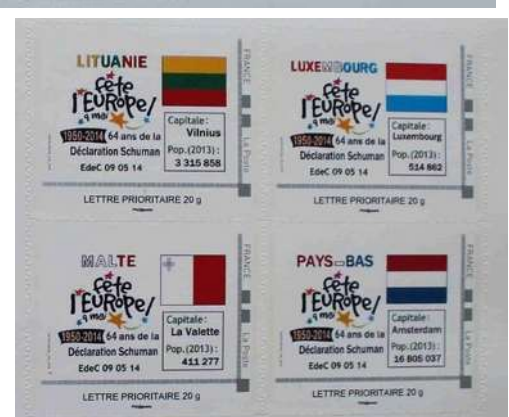 LITUANIE
fête
l'EUROPE!
9 mai
1950-2014 64 ans de la
Déclaration Schuman
EdeC 09 05 14
Capitale:
Vilnius
Pop.(2013):
3 315 858
FRANCE
La Poste
LETTRE PRIORITAIRE 20 g
LUXEMBOURG
fête
l'EUROPE!
9 mai
1950-2014 64 ans de la
Déclaration Schuman
EdeC 09 05 14
Capitale:
Luxembourg
Pop.(2013):
514 862
FRANCE
La Poste
LETTRE PRIORITAIRE 20 g
MALTE
fête
l'EUROPE!
9 mai
1950-2014 64 ans de la
Déclaration Schuman
EdeC 09 05 14
Capitale:
La Valette
Pop.(2013):
411 277
FRANCE
La Poste
LETTRE PRIORITAIRE 20 g
PAYS-BAS
fête
l'EUROPE!
9 mai
1950-2014 64 ans de la
Déclaration Schuman
EdeC 09 05 14
Capitale:
Amsterdam
Pop.(2013):
16 805 037
FRANCE
La Poste
LETTRE PRIORITAIRE 20 g